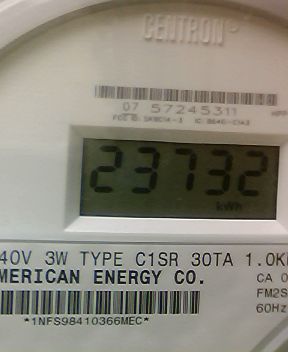 CENTRON
07 57245311
23732
kWh
40V 3W TYPE C1SR 30TA 1.0K
MERICAN ENERGY CO.
CA 0
FM2S
60Hz
*1NFS98410366MEC*